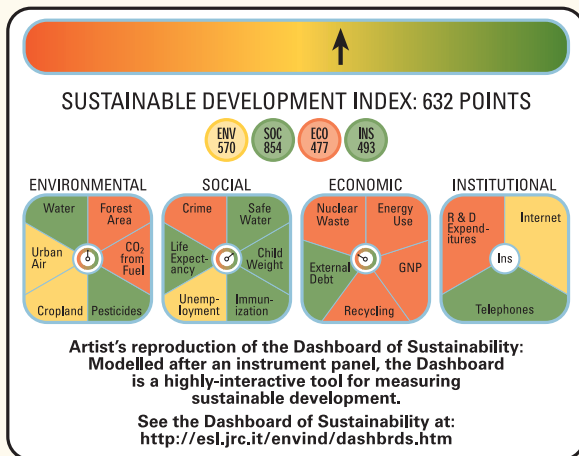 SUSTAINABLE DEVELOPMENT INDEX: 632 POINTS
ENV
570
SOC
854
ECO
477
INS
493
ENVIRONMENTAL
Water
Forest
Area
Urban
Air
CO₂
from
Fuel
Cropland
Pesticides
SOCIAL
Crime
Safe
Water
Life
Expect-
ancy
Child
Weight
Unemp-
loyment
Immun-
ization
ECONOMIC
Nuclear
Waste
Energy
Use
External
Debt
GNP
Recycling
INSTITUTIONAL
R & D
Expend-
itures
Internet
Ins
Telephones
Artist's reproduction of the Dashboard of Sustainability:
Modelled after an instrument panel, the Dashboard
is a highly-interactive tool for measuring
sustainable development.
See the Dashboard of Sustainability at:
http://esl.jrc.it/envind/dashbrds.htm